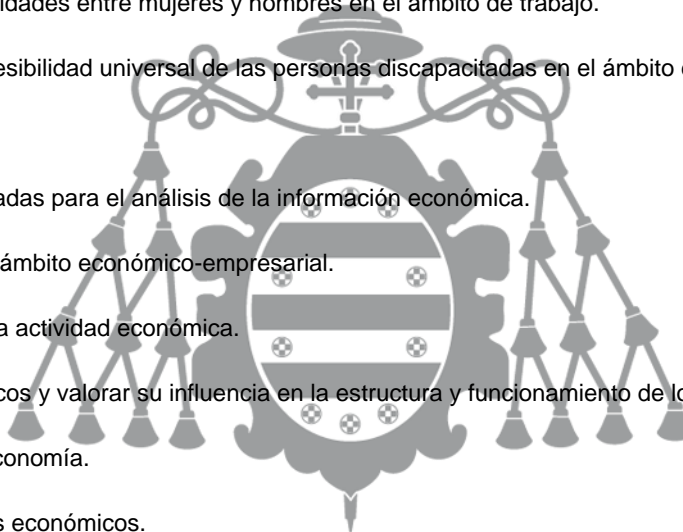 idades entre mujeres y hombres en el ámbito de trabajo.
esibilidad universal de las personas discapacitadas en el ámbito
adas para el análisis de la información económica.
ámbito económico-empresarial.
a actividad económica.
cos y valorar su influencia en la estructura y funcionamiento de lo
conomía.
s económicos.